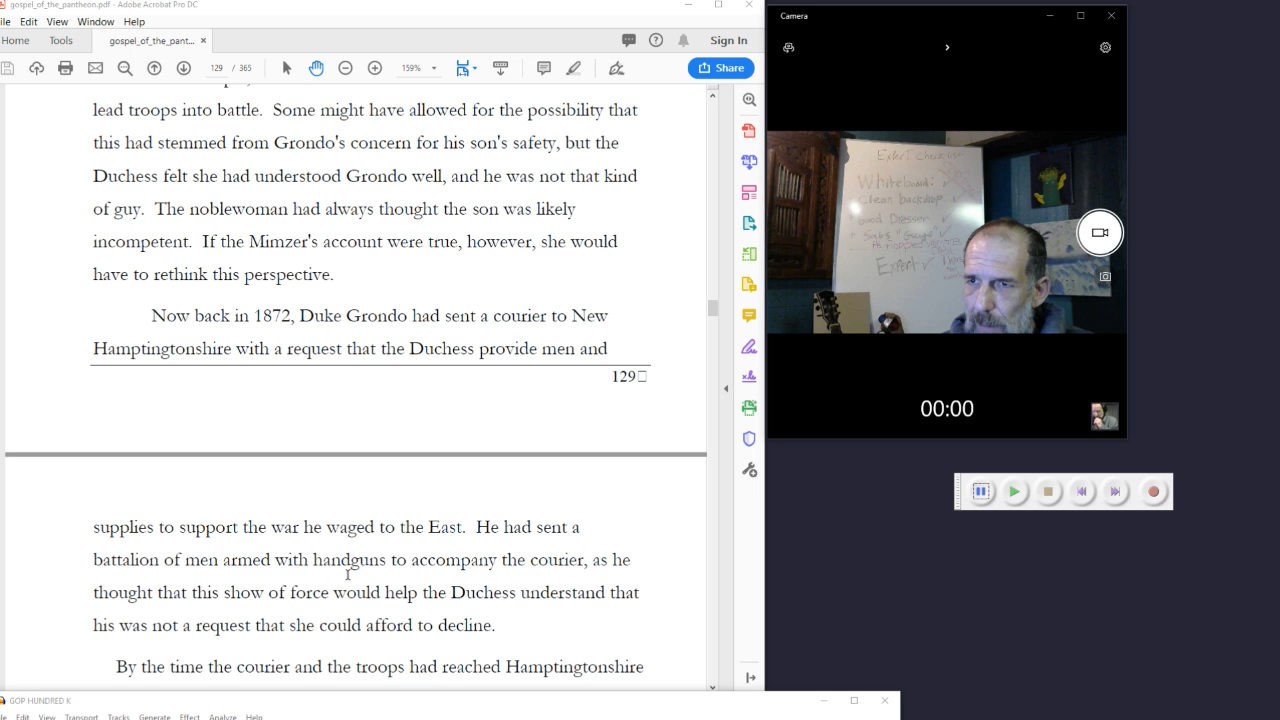 gospel_of_the_pantheon.pdf - Adobe Acrobat Pro DC
Edit View Window Help
Home Tools gospel_of_the_pant... × Sign In
129 / 365 159% Share
lead troops into battle. Some might have allowed for the possibility that
this had stemmed from Grondo's concern for his son's safety, but the
Duchess felt she had understood Grondo well, and he was not that kind
of guy. The noblewoman had always thought the son was likely
incompetent. If the Mimzer's account were true, however, she would
have to rethink this perspective.
Now back in 1872, Duke Grondo had sent a courier to New
Hamptingtonshire with a request that the Duchess provide men and
129
supplies to support the war he waged to the East. He had sent a
battalion of men armed with handguns to accompany the courier, as he
thought that this show of force would help the Duchess understand that
his was not a request that she could afford to decline.
By the time the courier and the troops had reached Hamptingtonshire
GOP HUNDRED K
Edit View Transport Tracks Generate Effect Analyze Help
Camera
Expert Checklist
Whiteboard:
Clean backdrop
Good Dresser
Expert ✓
00:00